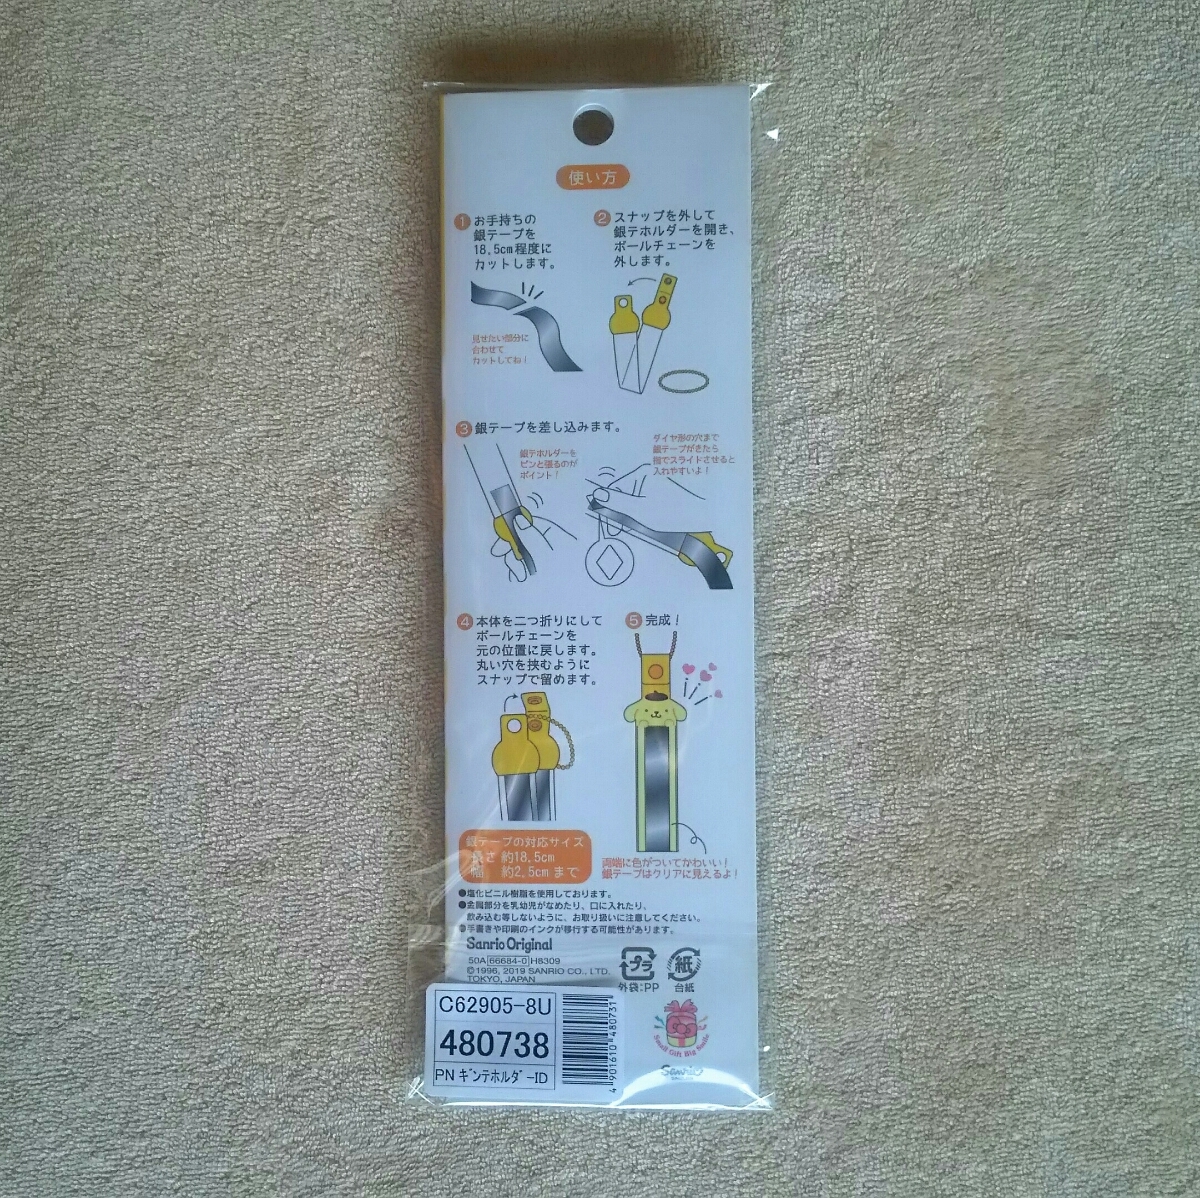 使い方
1 お手持ちの
銀テープを
18.5cm程度に
カットします。
見せたい部分に
合わせて
カットしてね!
2 スナップを外して
銀テホルダーを開き、
ボールチェーンを
外します。
3 銀テープを差し込みます。
銀テホルダーを
ピンと張るのが
ポイント!
ダイヤ形の穴まで
銀テープがきたら
指でスライドさせると
入れやすいよ!
4 本体を二つ折りにして
ボールチェーンを
元の位置に戻します。
丸い穴を挟むように
スナップで留めます。
5 完成!
銀テープの対応サイズ
長さ 約18.5cm
幅 約2.5cmまで
両端に色がついてかわいい!
銀テープはクリアに見えるよ!
●塩化ビニル樹脂を使用しております。
●金属部分を乳幼児がなめたり、口に入れたり、
飲み込む等しないように、お取り扱いに注意してください。
●手書きや印刷のインクが移行する可能性があります。
Sanrio Original
50A 66684-0 H8309
©1996, 2019 SANRIO CO., LTD.
TOKYO, JAPAN
プラ
外袋:PP
紙
台紙
C62905-8U
480738
PN ｷﾞﾝﾃﾎﾙﾀﾞｰID
4901610480731
Small Gift Big Smile
Sanrio